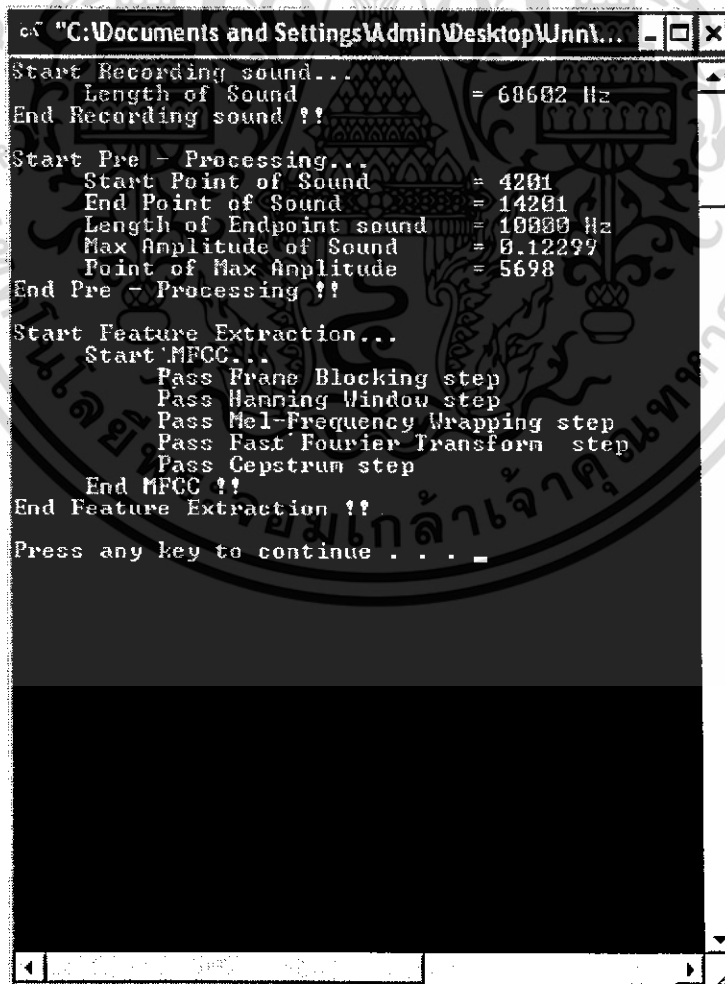 "C:\Documents and Settings\Admin\Desktop\Unn\...
Start Recording sound...
Length of Sound = 60602 Hz
End Recording sound !!
Start Pre - Processing...
Start Point of Sound = 4201
End Point of Sound = 14201
Length of Endpoint sound = 10000 Hz
Max Amplitude of Sound = 0.12299
Point of Max Amplitude = 5698
End Pre - Processing !!
Start Feature Extraction...
Start MFCC...
Pass Frame Blocking step
Pass Hamming Window step
Pass Mel-Frequency Wrapping step
Pass Fast Fourier Transform step
Pass Cepstrum step
End MFCC !!
End Feature Extraction !!
Press any key to continue . . . _